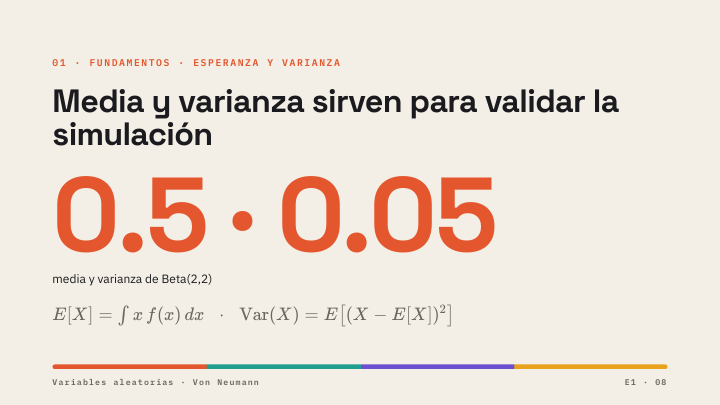 01 · FUNDAMENTOS · ESPERANZA Y VARIANZA
Media y varianza sirven para validar la
simulación
0.5 · 0.05
media y varianza de Beta(2,2)
E[X] = ∫ x f(x) dx · Var(X) = E[(X − E[X])²]
Variables aleatorias · Von Neumann
E1 · 08